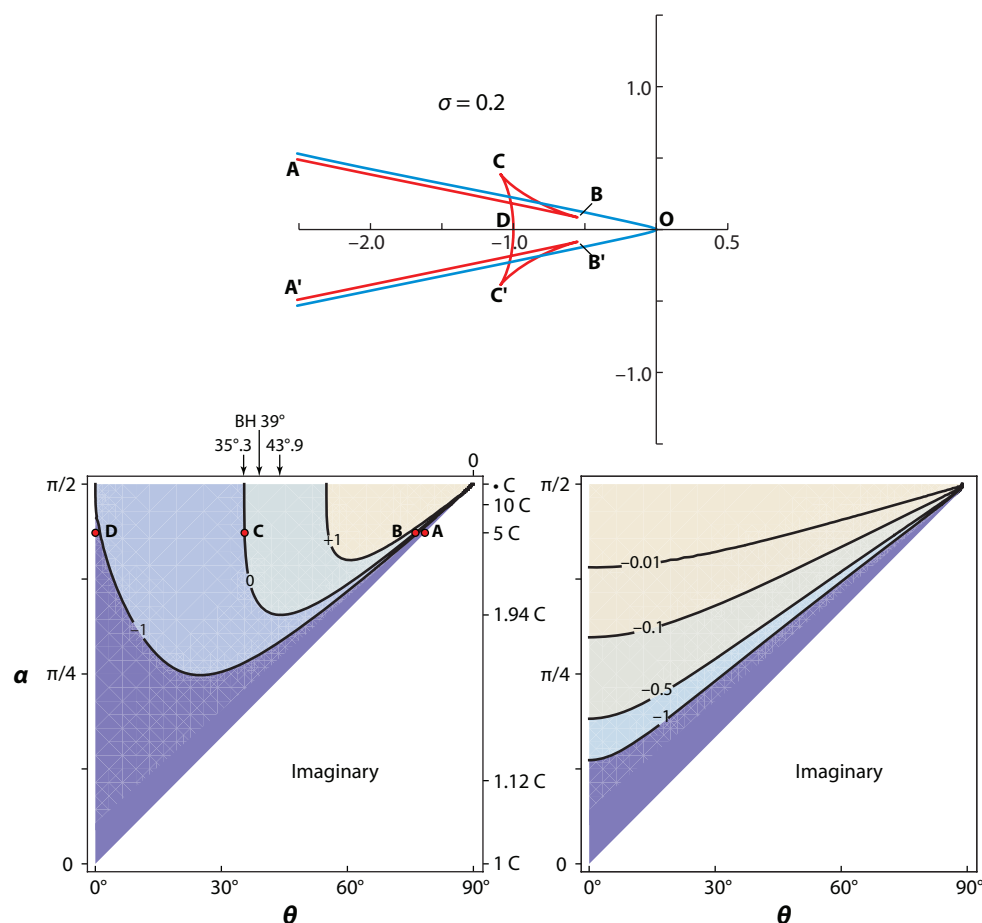 1.0
σ = 0.2
A
C
B
D
O
−2.0
−1.0
0.5
A'
B'
C'
−1.0
BH 39°
35°.3
43°.9
0
π/2
• C
10 C
D
C
B
A
5 C
+1
0
1.94 C
−1
α
π/4
Imaginary
1.12 C
0
1 C
0°
30°
60°
90°
θ
π/2
−0.01
−0.1
π/4
−0.5
−1
Imaginary
0
0°
30°
60°
90°
θ